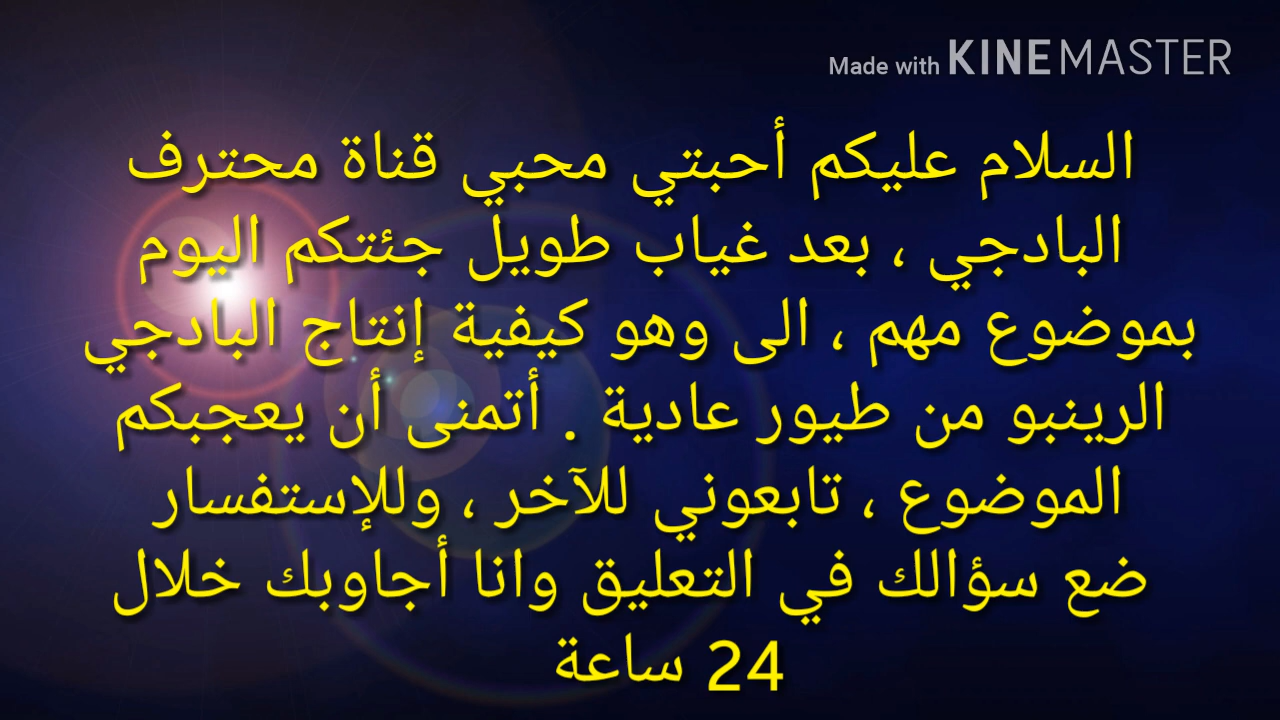 Made with KINEMASTER
السلام عليكم أحبتي محبي قناة محترف
البادجي ، بعد غياب طويل جئتكم اليوم
بموضوع مهم ، الى وهو كيفية إنتاج البادجي
الرينبو من طيور عادية . أتمنى أن يعجبكم
الموضوع ، تابعوني للآخر ، وللإستفسار
ضع سؤالك في التعليق وانا أجاوبك خلال
24 ساعة